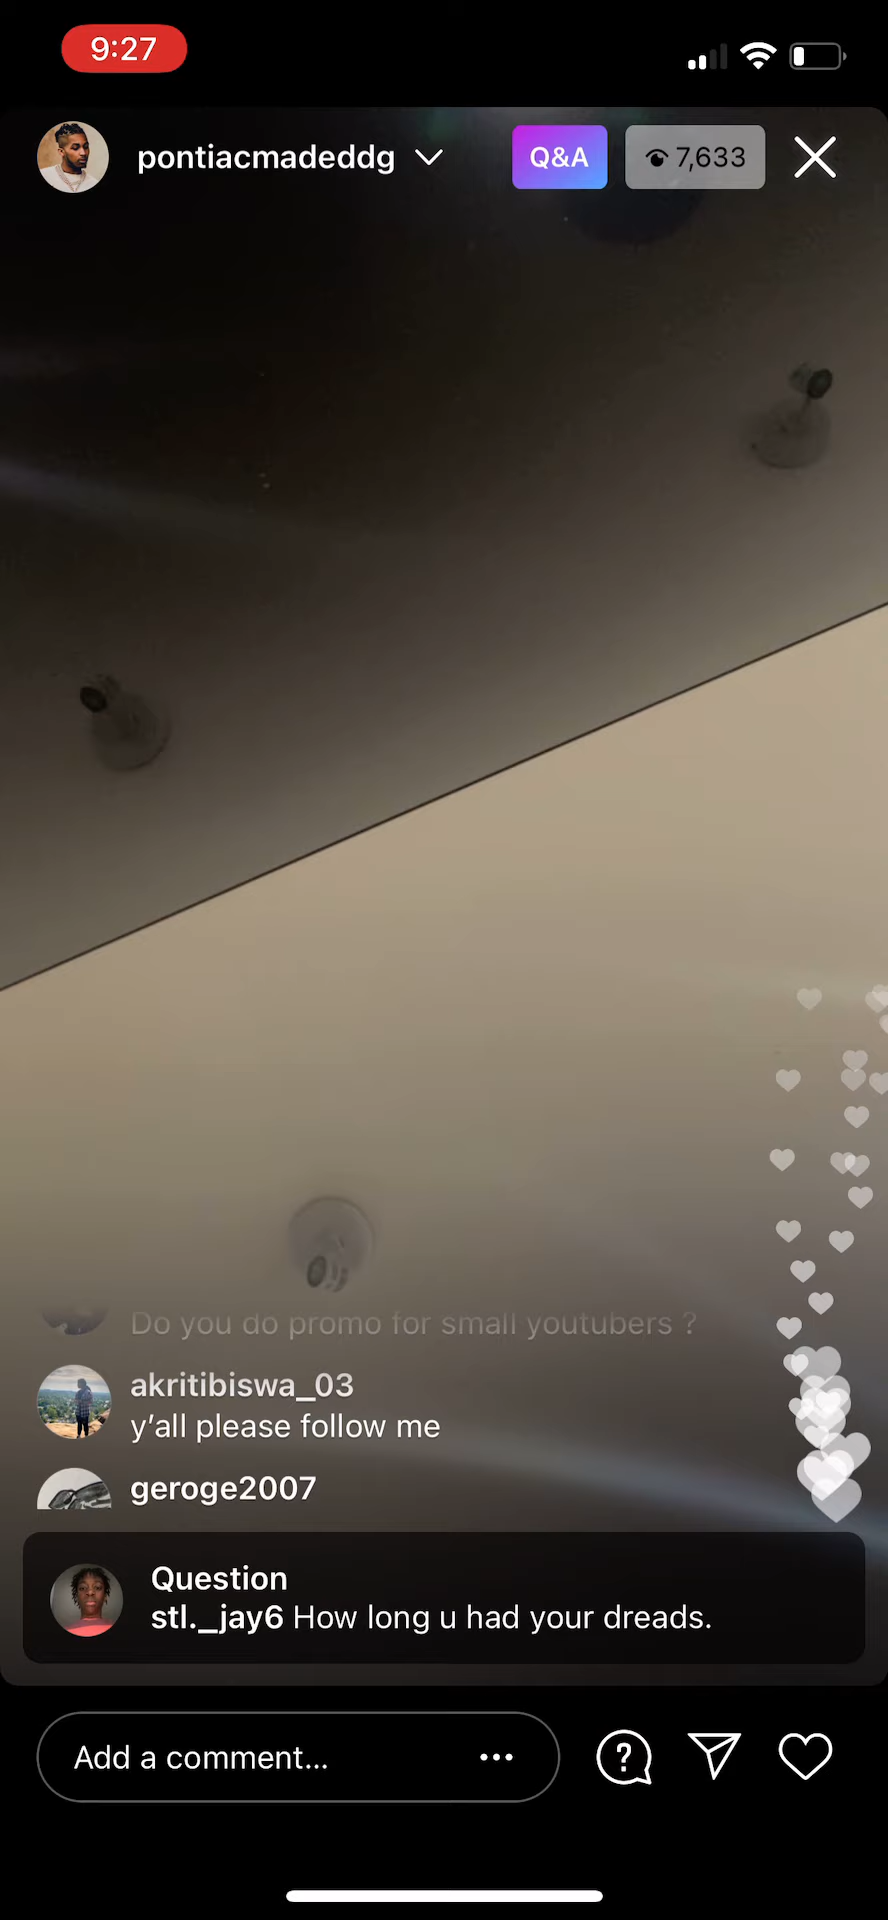 9:27
pontiacmadeddg
Q&A
7,633
Do you do promo for small youtubers ?
akritibiswa_03
y’all please follow me
geroge2007
Question
stl._jay6 How long u had your dreads.
Add a comment...